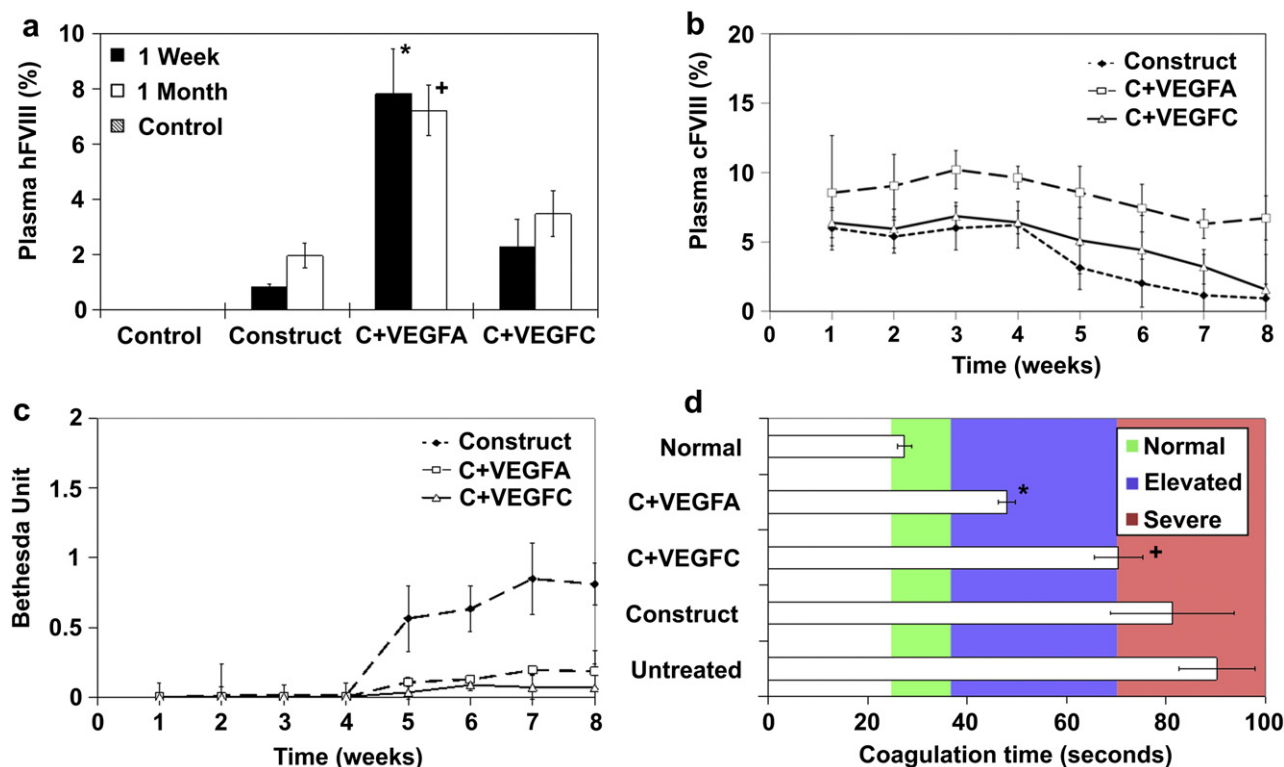 a
Plasma hFVIII (%)
10
8
6
4
2
0
1 Week
1 Month
Control
*
+
Control Construct C+VEGFA C+VEGFC
b
Plasma cFVIII (%)
20
15
10
5
0
Construct
C+VEGFA
C+VEGFC
0 1 2 3 4 5 6 7 8
Time (weeks)
c
Bethesda Unit
2
1.5
1
0.5
0
Construct
C+VEGFA
C+VEGFC
0 1 2 3 4 5 6 7 8
Time (weeks)
d
Normal
C+VEGFA
C+VEGFC
Construct
Untreated
*
+
Normal
Elevated
Severe
0 20 40 60 80 100
Coagulation time (seconds)